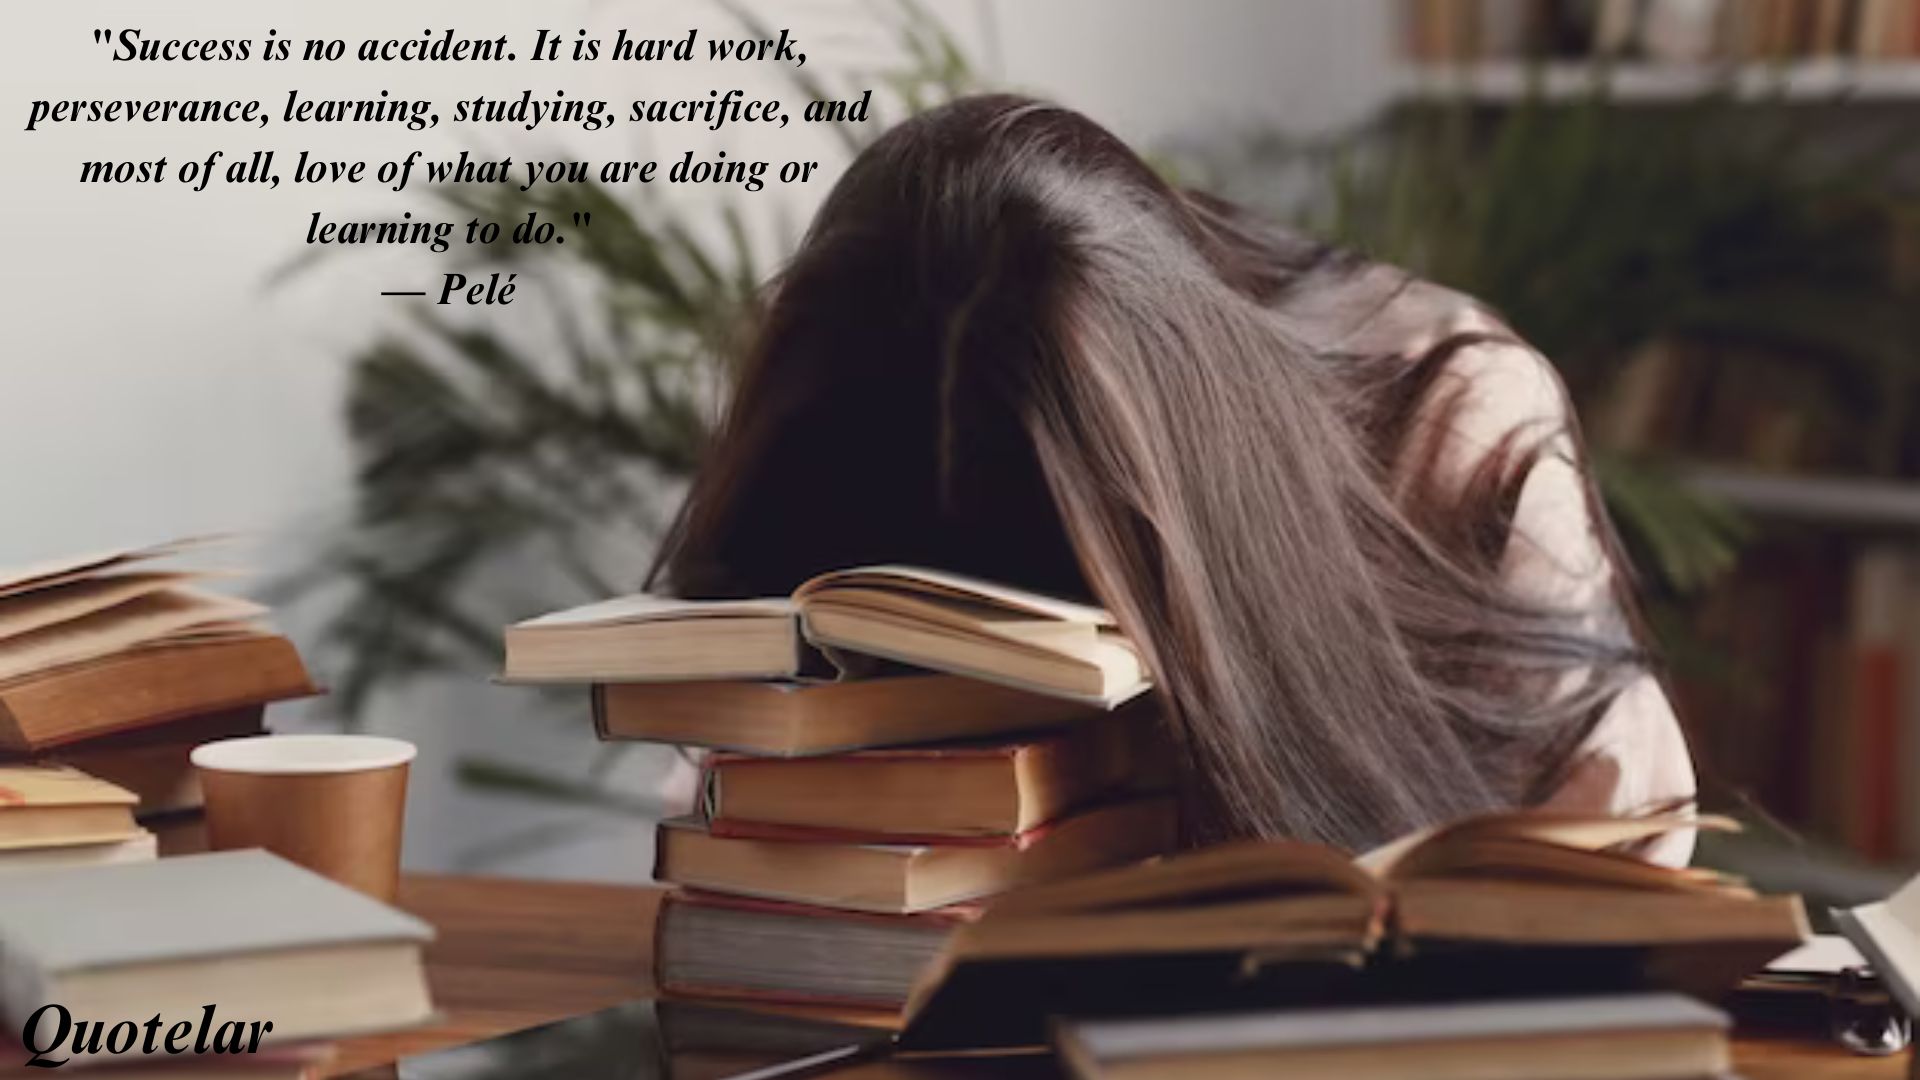 "Success is no accident. It is hard work,
perseverance, learning, studying, sacrifice, and
most of all, love of what you are doing or
learning to do."
— Pelé
Quotelar